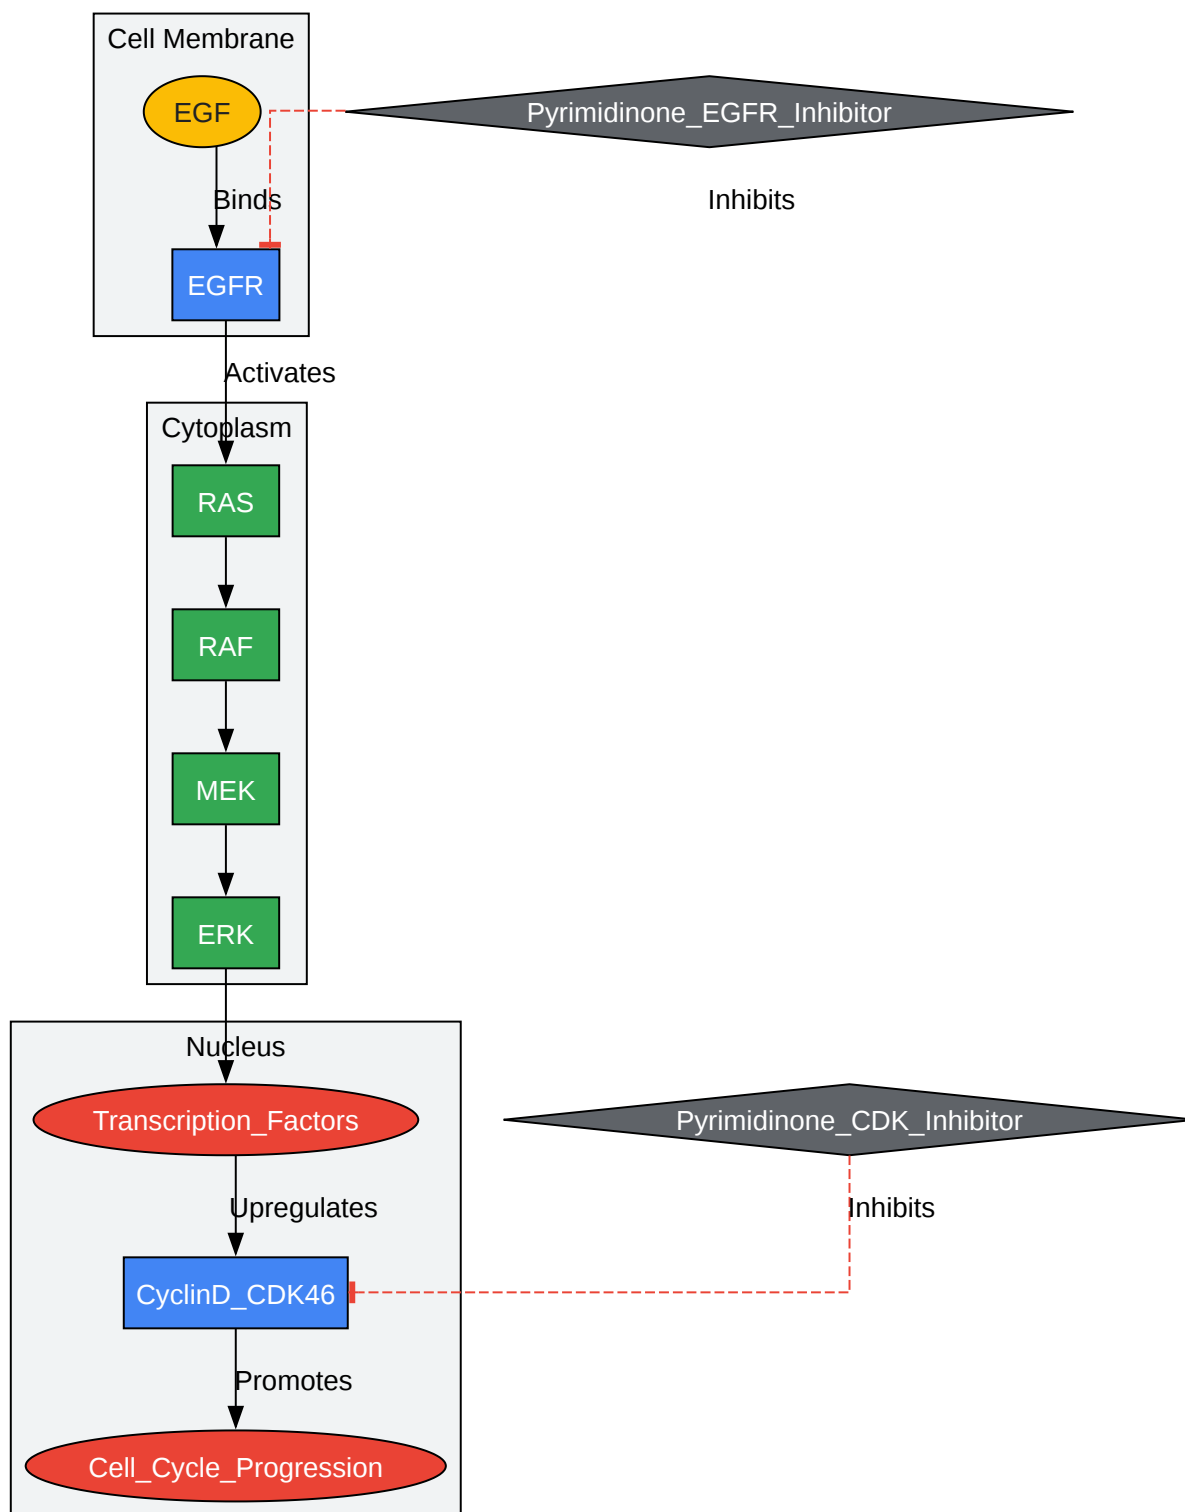 Cell Membrane
EGF
Pyrimidinone_EGFR_Inhibitor
Binds
Inhibits
EGFR
Activates
Cytoplasm
RAS
RAF
MEK
ERK
Nucleus
Transcription_Factors
Pyrimidinone_CDK_Inhibitor
Upregulates
Inhibits
CyclinD_CDK46
Promotes
Cell_Cycle_Progression